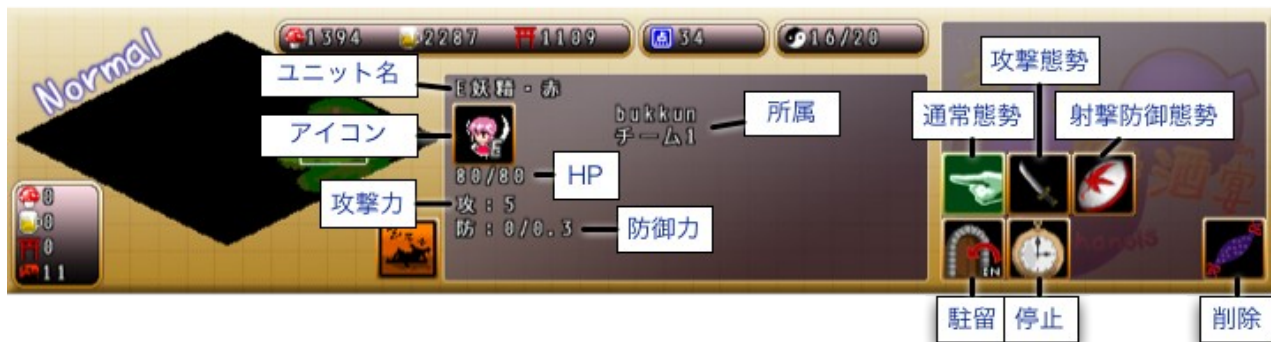 1394 2287 1109 34 16/20
Normal
ユニット名
E妖精・赤
アイコン
bukkun
チーム1
所属
80/80
HP
攻撃力
攻：5
防：0/0.3
防御力
0
0
0
11
攻撃態勢
通常態勢
射撃防御態勢
酒宴
IN
駐留
停止
削除